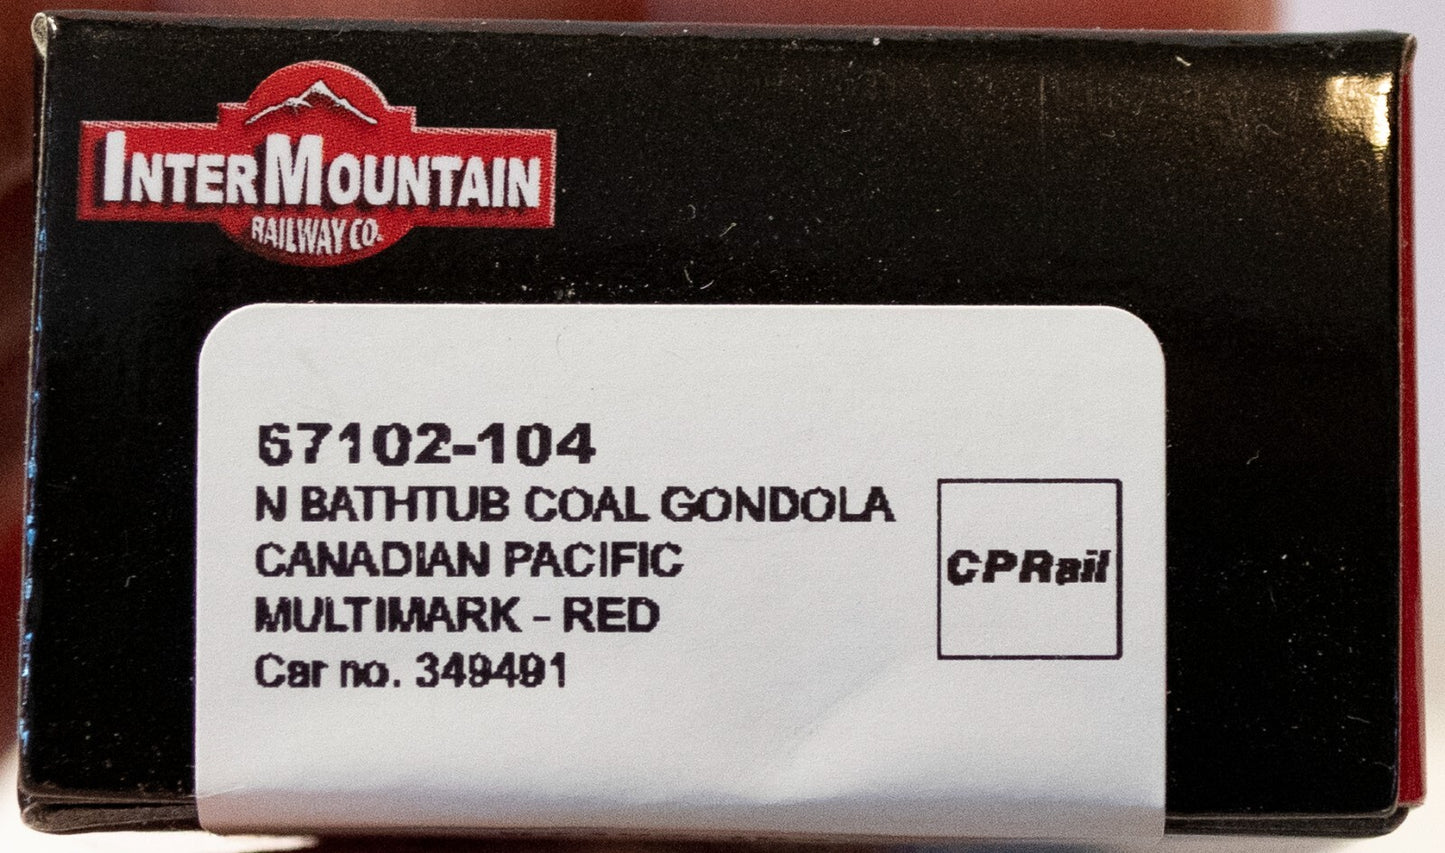 INTERMOUNTAIN
RAILWAY CO.
67102-104
N BATHTUB COAL GONDOLA
CANADIAN PACIFIC
MULTIMARK - RED
Car no. 349491
CPRail